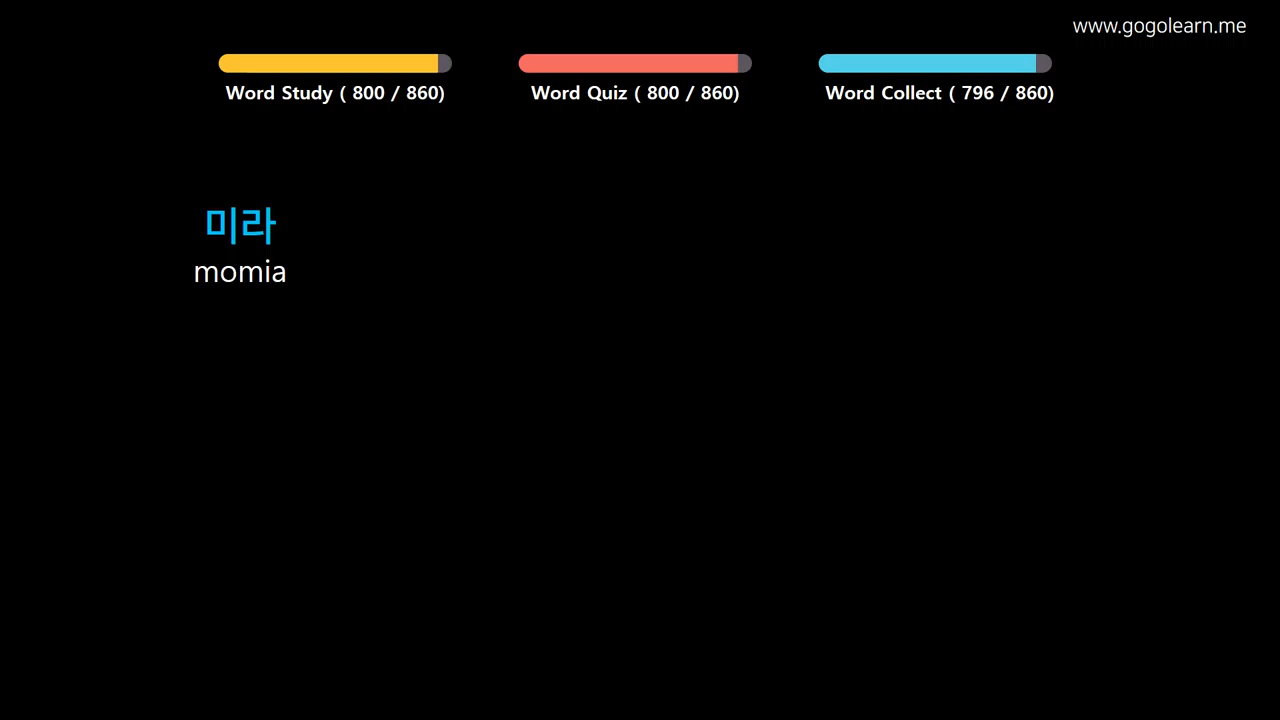 www.gogolearn.me
Word Study ( 800 / 860)
Word Quiz ( 800 / 860)
Word Collect ( 796 / 860)
미라
momia